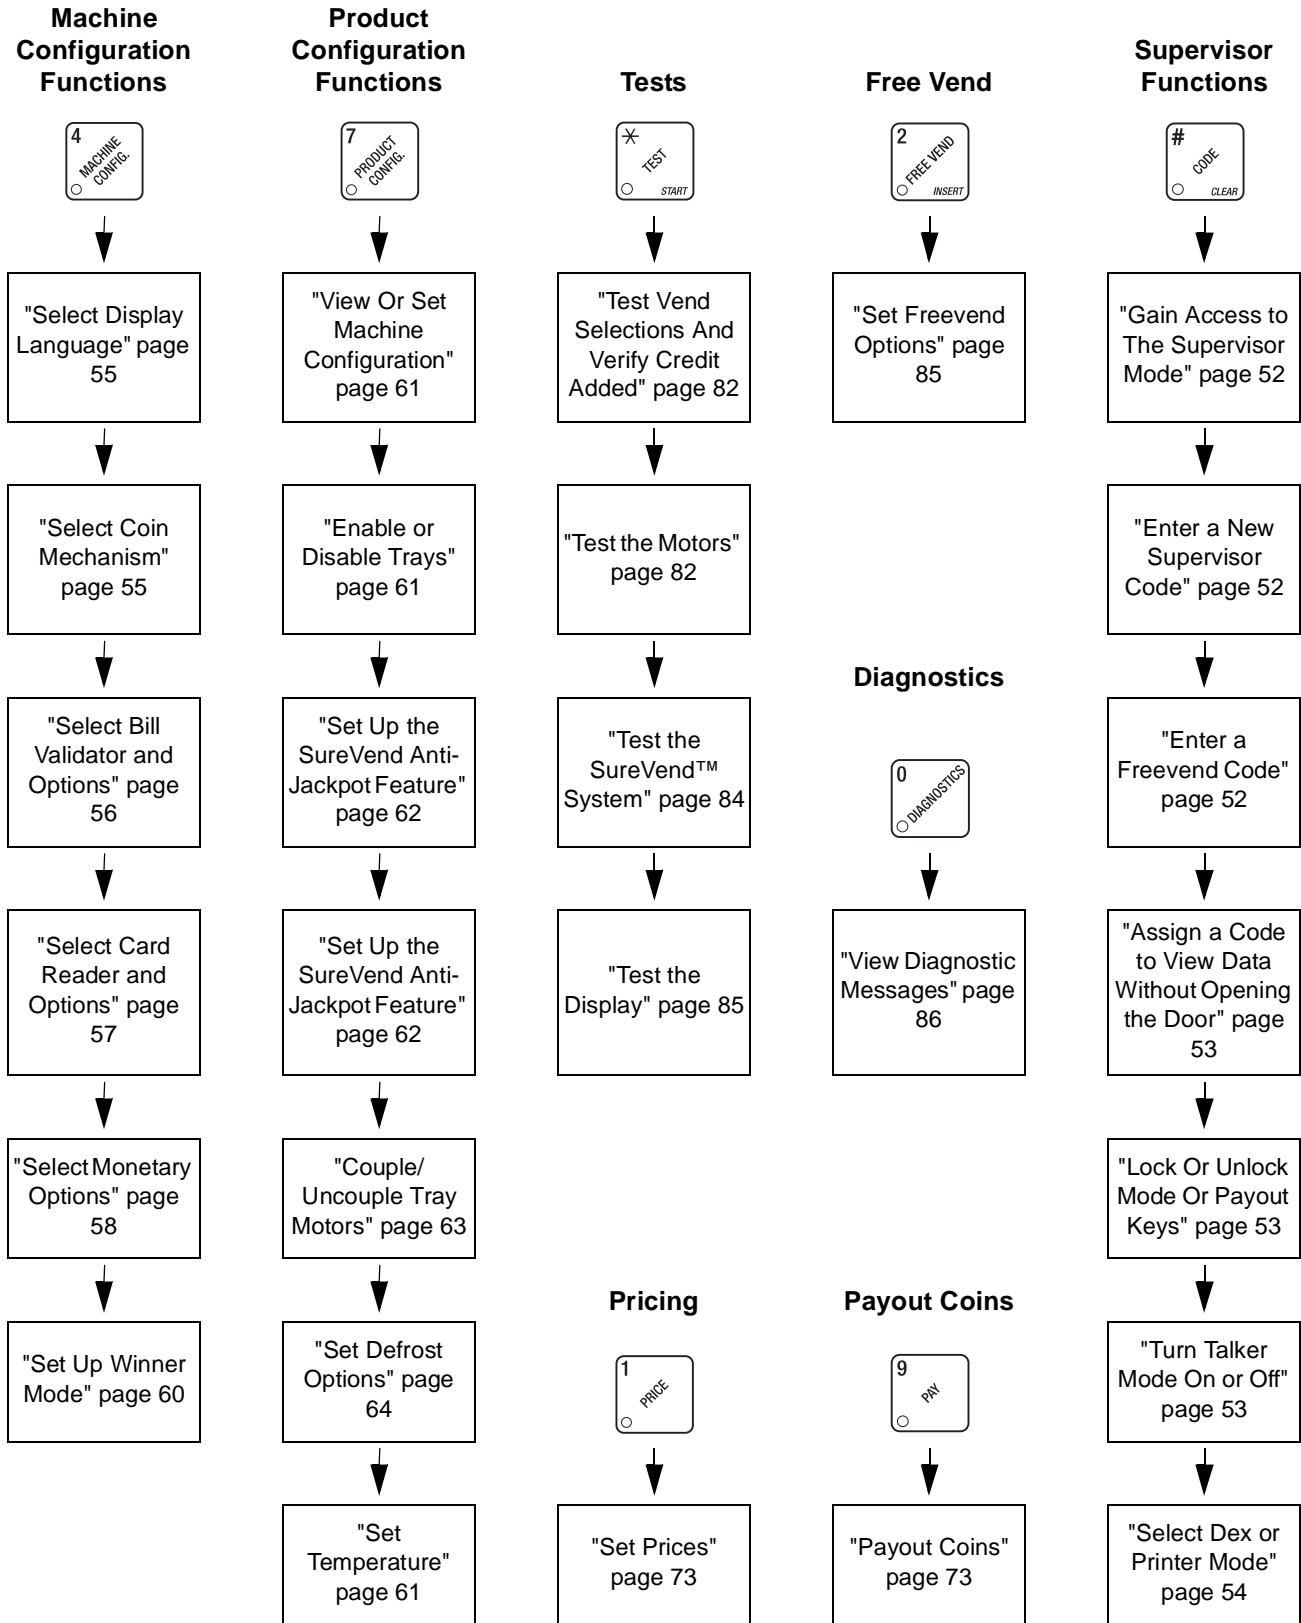 Machine
Configuration
Functions
4
MACHINE
CONFIG.
"Select Display
Language" page
55
"Select Coin
Mechanism"
page 55
"Select Bill
Validator and
Options" page
56
"Select Card
Reader and
Options" page
57
"Select Monetary
Options" page
58
"Set Up Winner
Mode" page 60
Product
Configuration
Functions
7
PRODUCT
CONFIG.
"View Or Set
Machine
Configuration"
page 61
"Enable or
Disable Trays"
page 61
"Set Up the
SureVend Anti-
Jackpot Feature"
page 62
"Set Up the
SureVend Anti-
Jackpot Feature"
page 62
"Couple/
Uncouple Tray
Motors" page 63
"Set Defrost
Options" page
64
"Set
Temperature"
page 61
Tests
*
TEST
START
"Test Vend
Selections And
Verify Credit
Added" page 82
"Test the Motors"
page 82
"Test the
SureVend™
System" page 84
"Test the
Display" page 85
Pricing
1
PRICE
"Set Prices"
page 73
Free Vend
2
FREE VEND
INSERT
"Set Freevend
Options" page
85
Diagnostics
0
DIAGNOSTICS
"View Diagnostic
Messages" page
86
Payout Coins
9
PAY
"Payout Coins"
page 73
Supervisor
Functions
#
CODE
CLEAR
"Gain Access to
The Supervisor
Mode" page 52
"Enter a New
Supervisor
Code" page 52
"Enter a
Freevend Code"
page 52
"Assign a Code
to View Data
Without Opening
the Door" page
53
"Lock Or Unlock
Mode Or Payout
Keys" page 53
"Turn Talker
Mode On or Off"
page 53
"Select Dex or
Printer Mode"
page 54